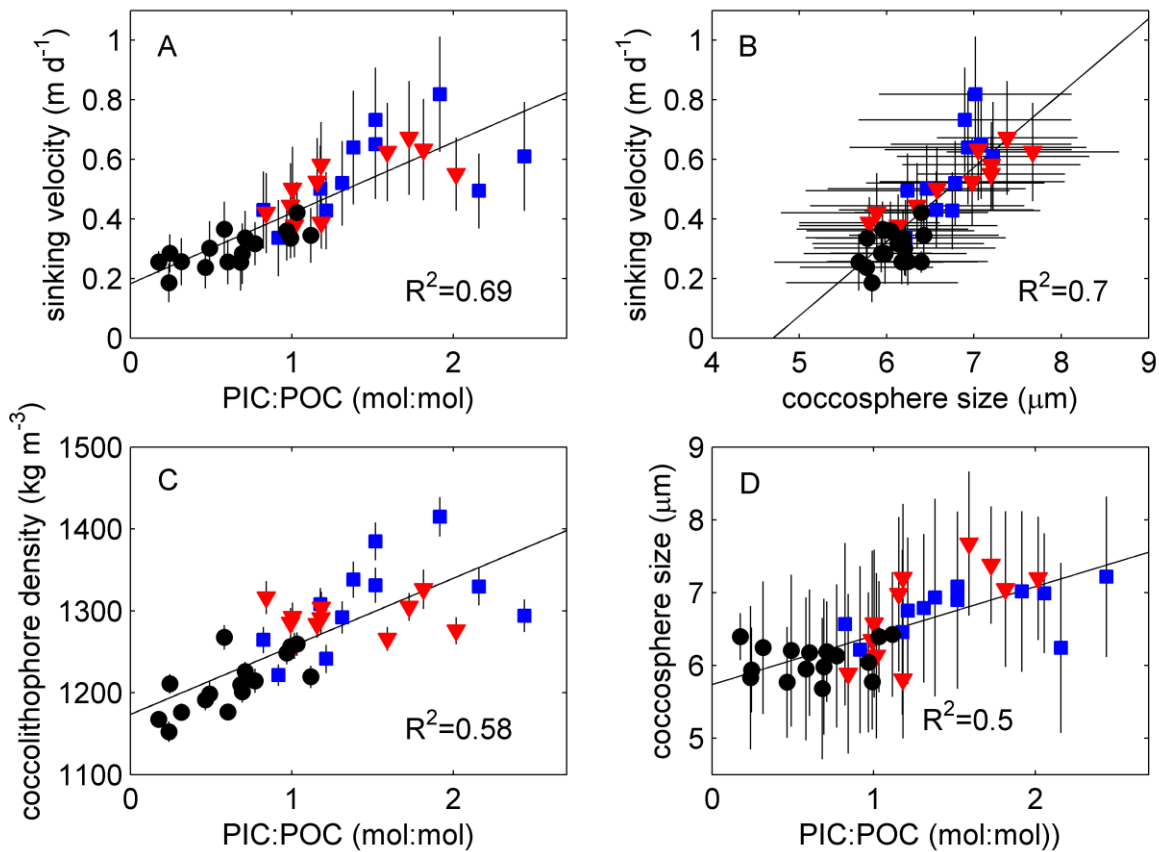 A
sinking velocity (m d⁻¹)
1
0.8
0.6
0.4
0.2
0
R²=0.69
0 1 2
PIC:POC (mol:mol)
B
sinking velocity (m d⁻¹)
1
0.8
0.6
0.4
0.2
0
R²=0.7
4 5 6 7 8 9
coccosphere size (μm)
C
coccolithophore density (kg m⁻³)
1500
1400
1300
1200
1100
R²=0.58
0 1 2
PIC:POC (mol:mol)
D
coccosphere size (μm)
9
8
7
6
5
R²=0.5
0 1 2
PIC:POC (mol:mol))